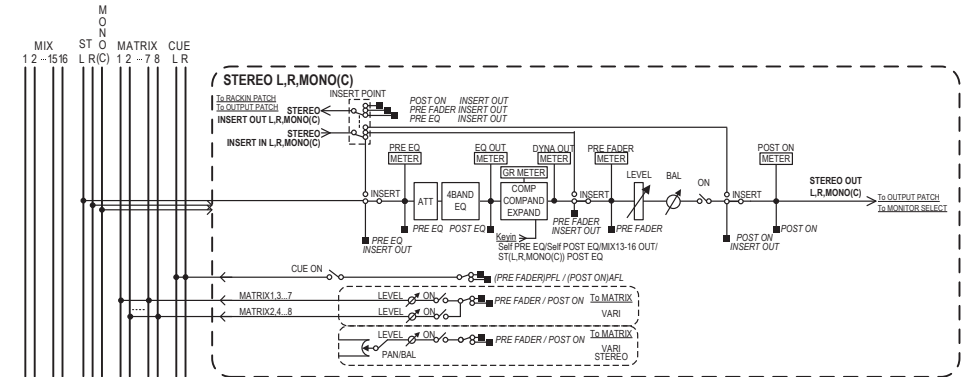 MONO(C)
MIX
ST
MATRIX
CUE
1 2 ··· 15 16
L R
1 2 ··· 7 8
L R
STEREO L,R,MONO(C)
INSERT POINT
To RACKIN PATCH
To OUTPUT PATCH
STEREO
INSERT OUT L,R,MONO(C)
STEREO
INSERT IN L,R,MONO(C)
POST ON INSERT OUT
PRE FADER INSERT OUT
PRE EQ INSERT OUT
PRE EQ
METER
EQ OUT
METER
DYNA OUT
METER
PRE FADER
METER
POST ON
METER
GR METER
LEVEL
BAL
ON
STEREO OUT
L,R,MONO(C)
To OUTPUT PATCH
To MONITOR SELECT
INSERT
ATT
4BAND
EQ
COMP
COMPAND
EXPAND
INSERT
INSERT
PRE EQ
POST EQ
PRE FADER
INSERT OUT
PRE FADER
POST ON
INSERT OUT
POST ON
PRE EQ
INSERT OUT
Keyin
Self PRE EQ/Self POST EQ/MIX13-16 OUT/
ST(L,R,MONO(C)) POST EQ
CUE ON
(PRE FADER)PFL / (POST ON)AFL
MATRIX1,3...7
LEVEL
ON
PRE FADER / POST ON
To MATRIX
MATRIX2,4...8
LEVEL
ON
VARI
LEVEL
ON
PRE FADER / POST ON
To MATRIX
PAN/BAL
VARI
STEREO